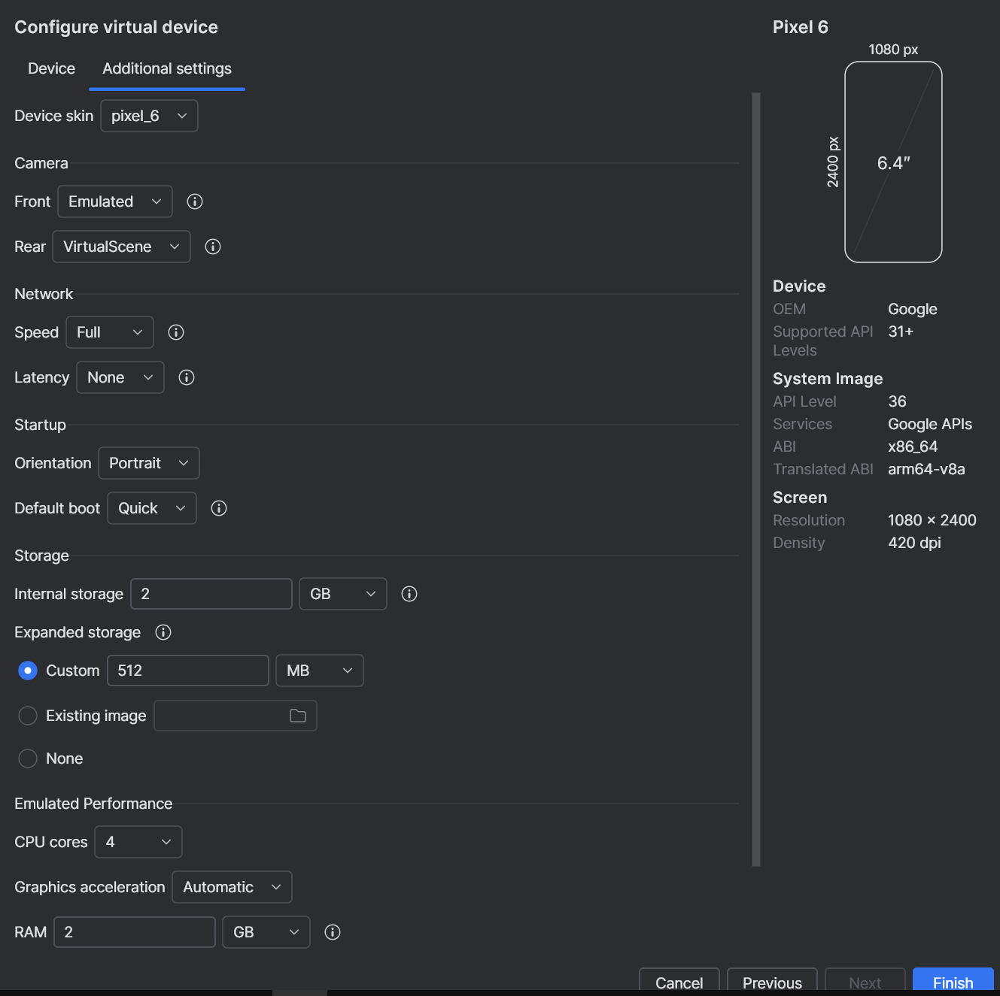 Configure virtual device
Device
Additional settings
Device skin pixel_6
Camera
Front Emulated
Rear VirtualScene
Network
Speed Full
Latency None
Startup
Orientation Portrait
Default boot Quick
Storage
Internal storage 2 GB
Expanded storage
Custom 512 MB
Existing image
None
Emulated Performance
CPU cores 4
Graphics acceleration Automatic
RAM 2 GB
Pixel 6
1080 px
2400 px
6.4″
Device
OEM Google
Supported API 31+
Levels
System Image
API Level 36
Services Google APIs
ABI x86_64
Translated ABI arm64-v8a
Screen
Resolution 1080 × 2400
Density 420 dpi
Cancel Previous Next Finish